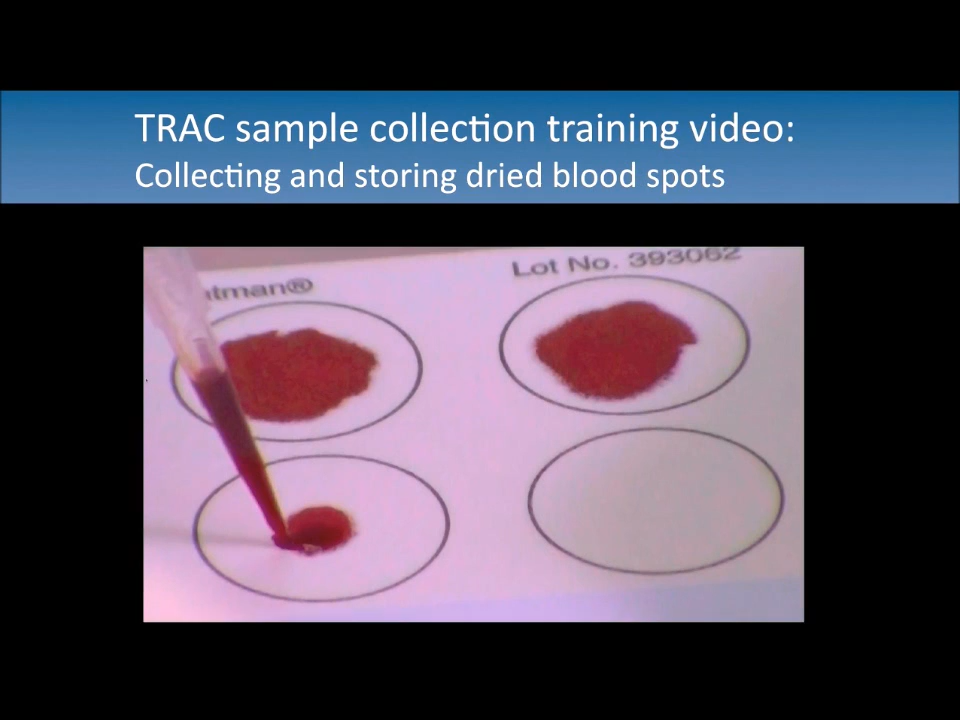 TRAC sample collection training video:
Collecting and storing dried blood spots
atman®
Lot No. 393062